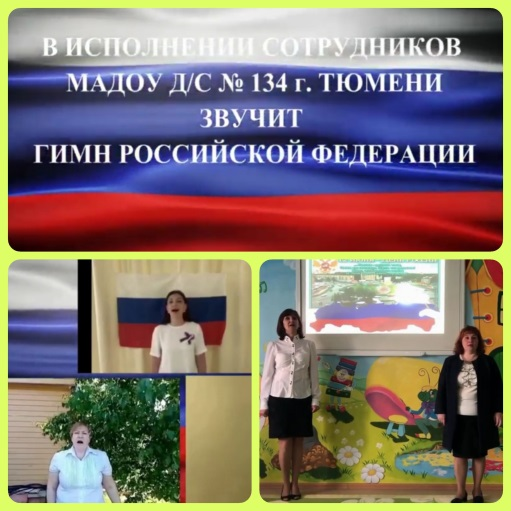 В ИСПОЛНЕНИИ СОТРУДНИКОВ
МАДОУ Д/С № 134 г. ТЮМЕНИ
ЗВУЧИТ
ГИМН РОССИЙСКОЙ ФЕДЕРАЦИИ